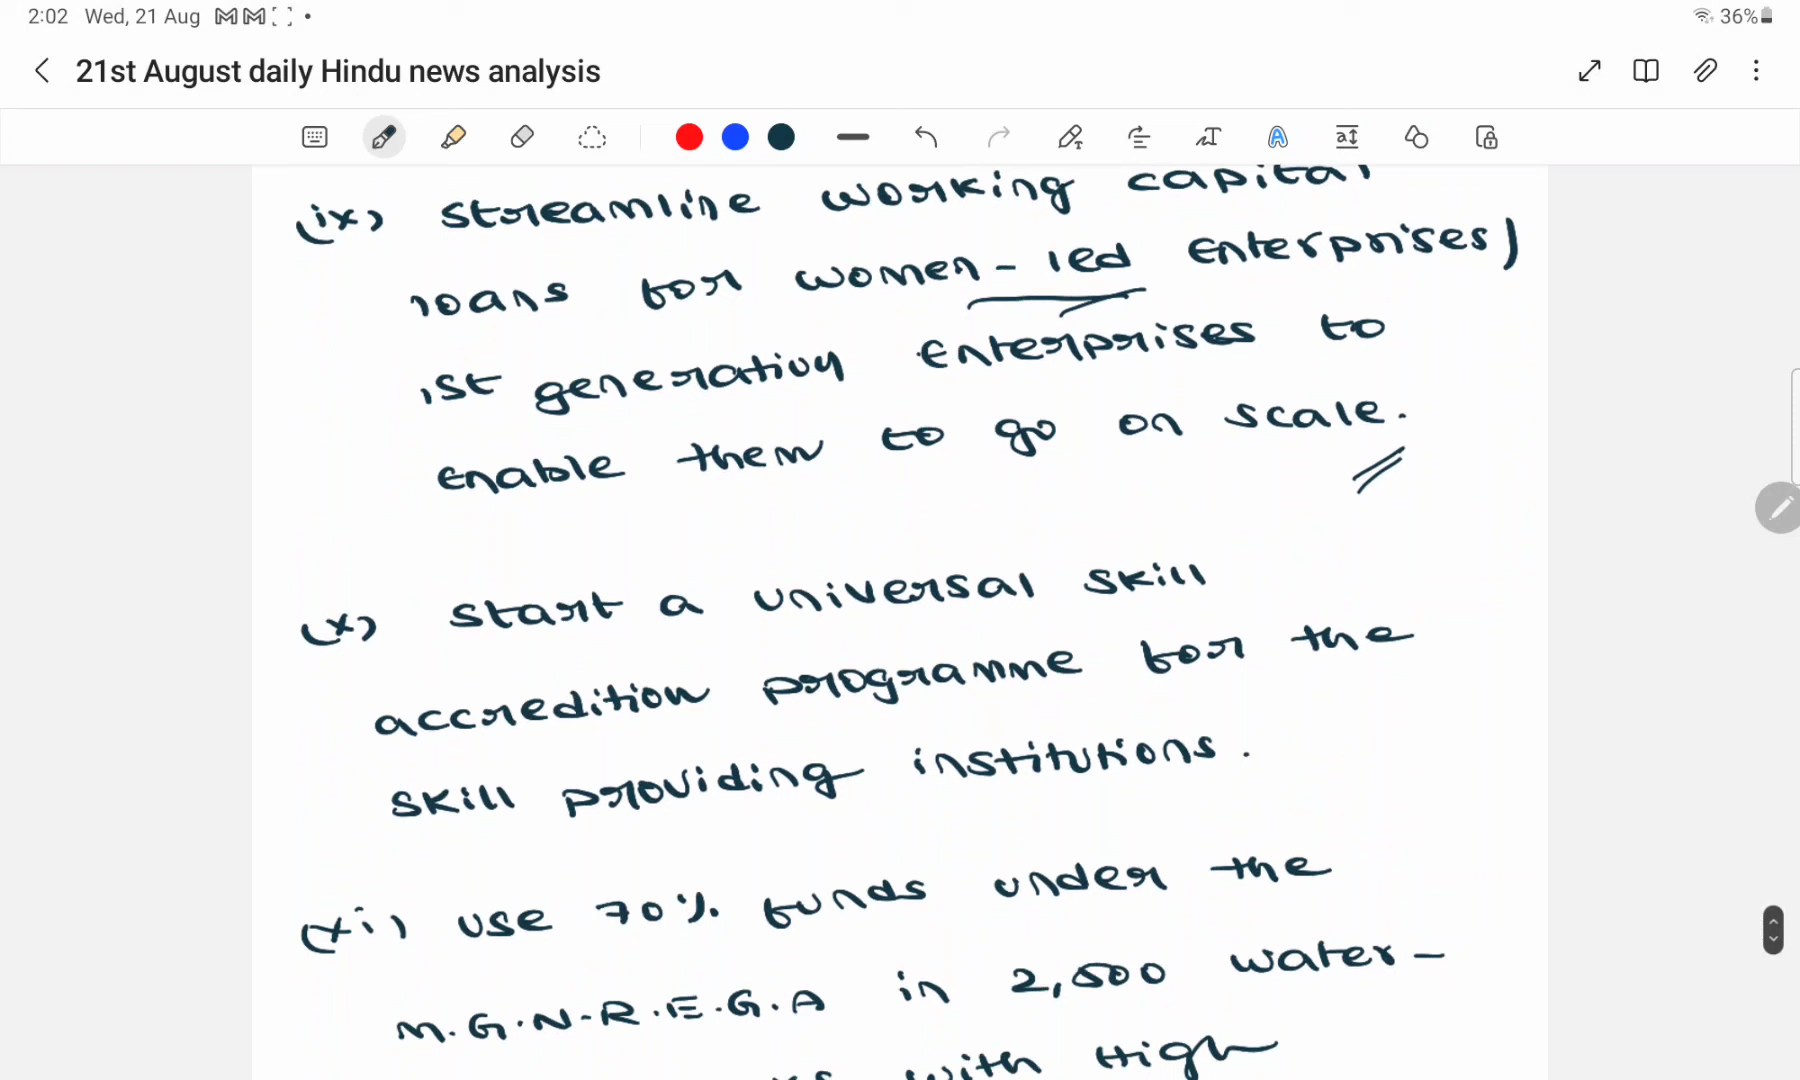 2:02 Wed, 21 Aug
36%
21st August daily Hindu news analysis
(ix) streamline working capital
loans for women-led Enterprises)
1st generation Enterprises to
Enable them to go on scale.
(x) start a universal skill
accredition programme for the
skill providing institutions.
(xi) use 70% funds under the
M.G.N.R.E.G.A in 2,500 water-
with High